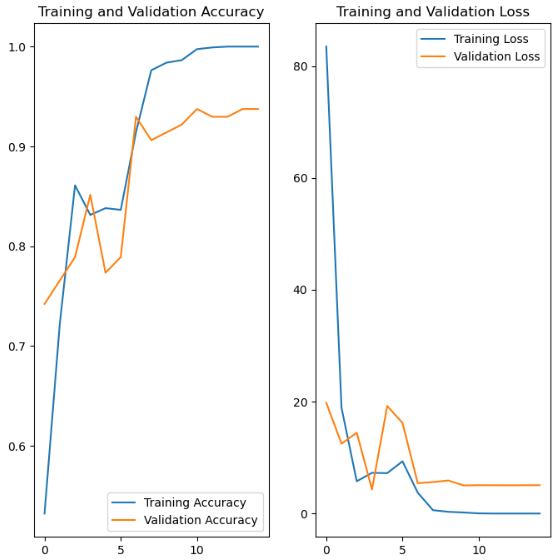 Training and Validation Accuracy
1.0
0.9
0.8
0.7
0.6
0
5
10
Training Accuracy
Validation Accuracy
Training and Validation Loss
80
60
40
20
0
0
5
10
Training Loss
Validation Loss